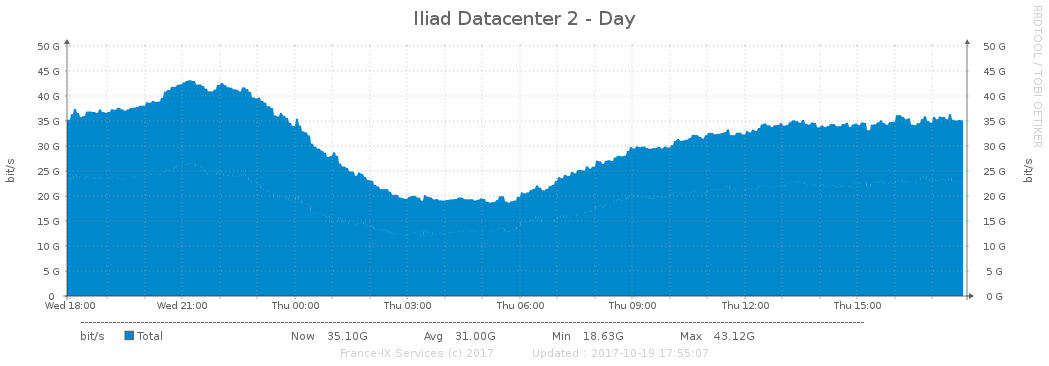 Iliad Datacenter 2 - Day
RRDTOOL / TOBI OETIKER
bit/s
50 G 50 G
45 G 45 G
40 G 40 G
35 G 35 G
30 G 30 G
25 G 25 G
20 G 20 G
15 G 15 G
10 G 10 G
5 G 5 G
0 0 G
bit/s
Wed 18:00 Wed 21:00 Thu 00:00 Thu 03:00 Thu 06:00 Thu 09:00 Thu 12:00 Thu 15:00
bit/s Total Now 35.10G Avg 31.00G Min 18.63G Max 43.12G
France-IX Services (c) 2017 Updated : 2017-10-19 17:55:07